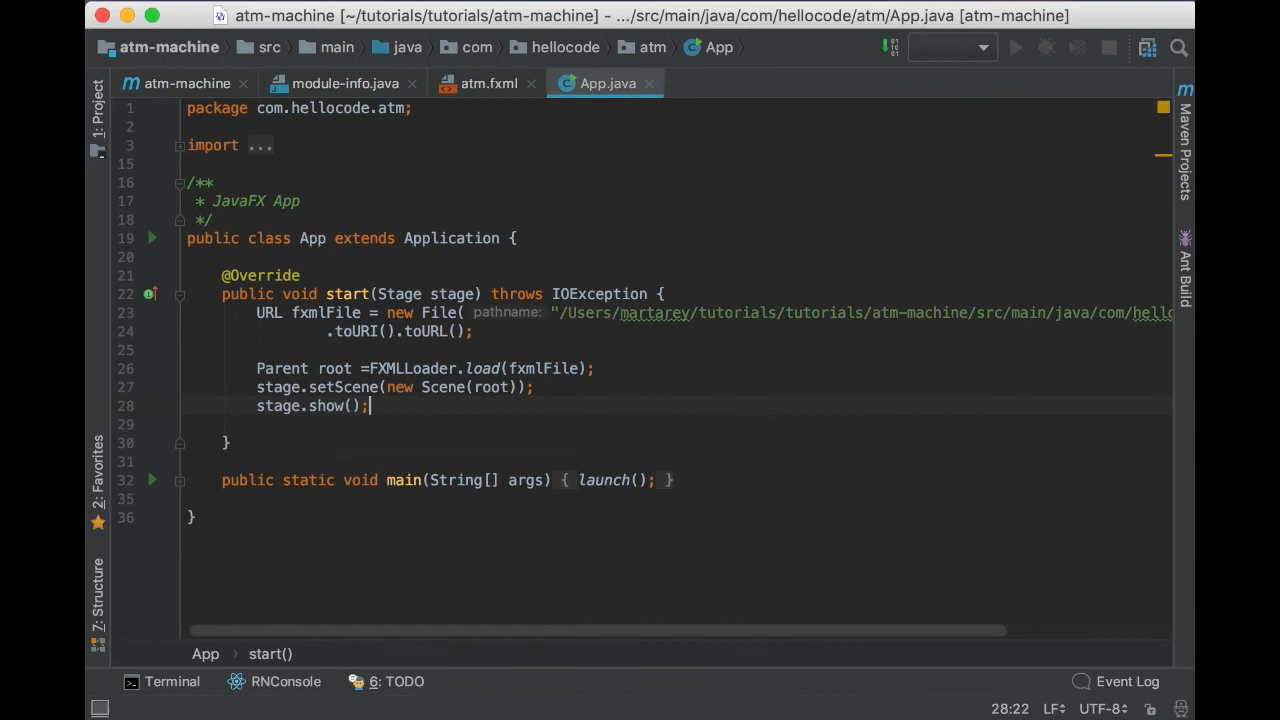 atm-machine [~/tutorials/tutorials/atm-machine] - .../src/main/java/com/hellocode/atm/App.java [atm-machine]
atm-machine src main java com hellocode atm App
atm-machine module-info.java atm.fxml App.java
1: Project
2: Favorites
7: Structure
1 package com.hellocode.atm;
2
3 import ...
15
16 /**
17 * JavaFX App
18 */
19 public class App extends Application {
20
21 @Override
22 public void start(Stage stage) throws IOException {
23 URL fxmlFile = new File( pathname: "/Users/martarey/tutorials/tutorials/atm-machine/src/main/java/com/hello
24 .toURI().toURL();
25
26 Parent root =FXMLLoader.load(fxmlFile);
27 stage.setScene(new Scene(root));
28 stage.show();
29
30 }
31
32 public static void main(String[] args) { launch(); }
35
36 }
Maven Projects
Ant Build
App start()
Terminal RNConsole 6: TODO Event Log
28:22 LF UTF-8